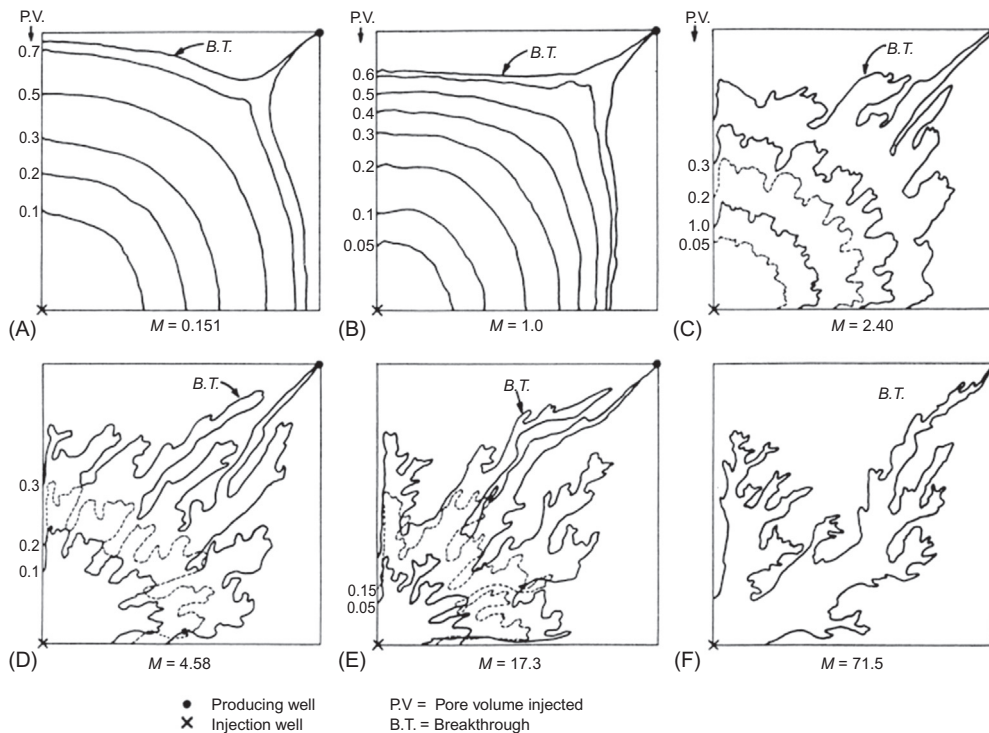 P.V.
0.7
0.5
0.3
0.2
0.1
B.T.
(A)
M = 0.151
P.V.
0.6
0.5
0.4
0.3
0.2
0.1
0.05
B.T.
(B)
M = 1.0
P.V.
0.3
0.2
1.0
0.05
B.T.
(C)
M = 2.40
0.3
0.2
0.1
B.T.
(D)
M = 4.58
0.15
0.05
B.T.
(E)
M = 17.3
B.T.
(F)
M = 71.5
Producing well
Injection well
P.V = Pore volume injected
B.T. = Breakthrough